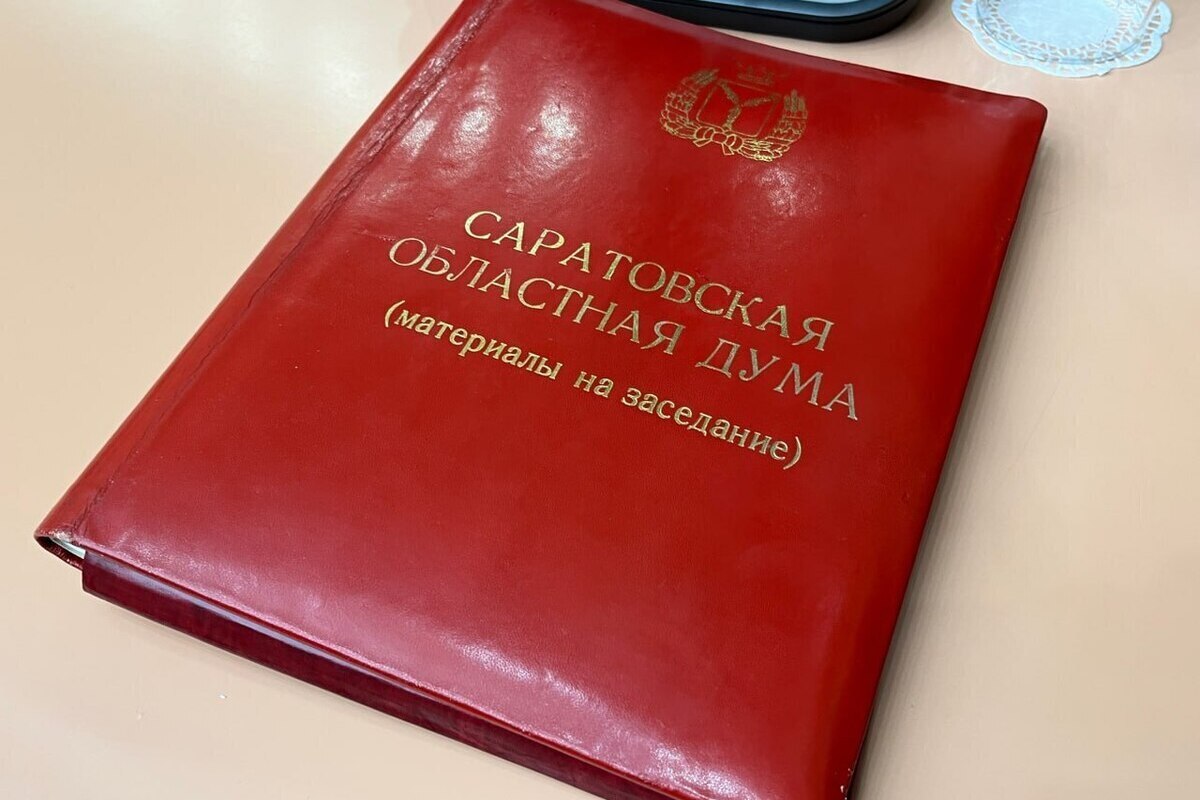 САРАТОВСКАЯ
ОБЛАСТНАЯ ДУМА
(материалы на заседание)